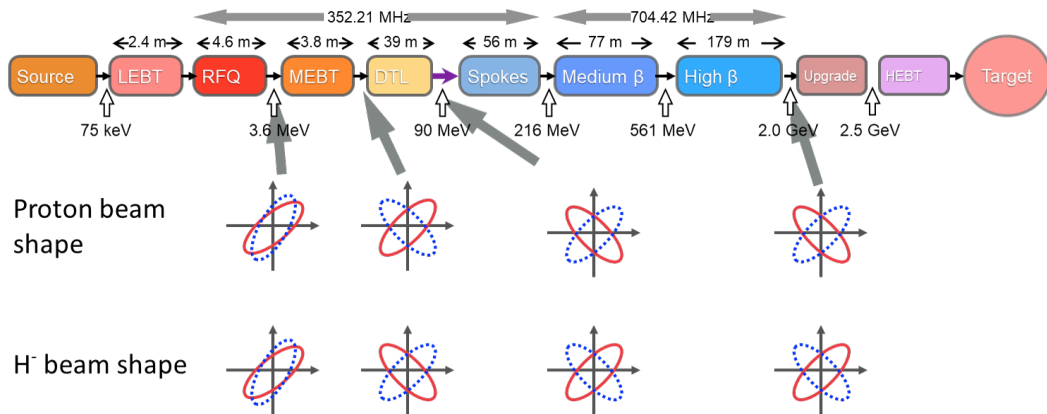 352.21 MHz
704.42 MHz
2.4 m
4.6 m
3.8 m
39 m
56 m
77 m
179 m
Source
LEBT
RFQ
MEBT
DTL
Spokes
Medium β
High β
Upgrade
HEBT
Target
75 keV
3.6 MeV
90 MeV
216 MeV
561 MeV
2.0 GeV
2.5 GeV
Proton beam
shape
H⁻ beam shape